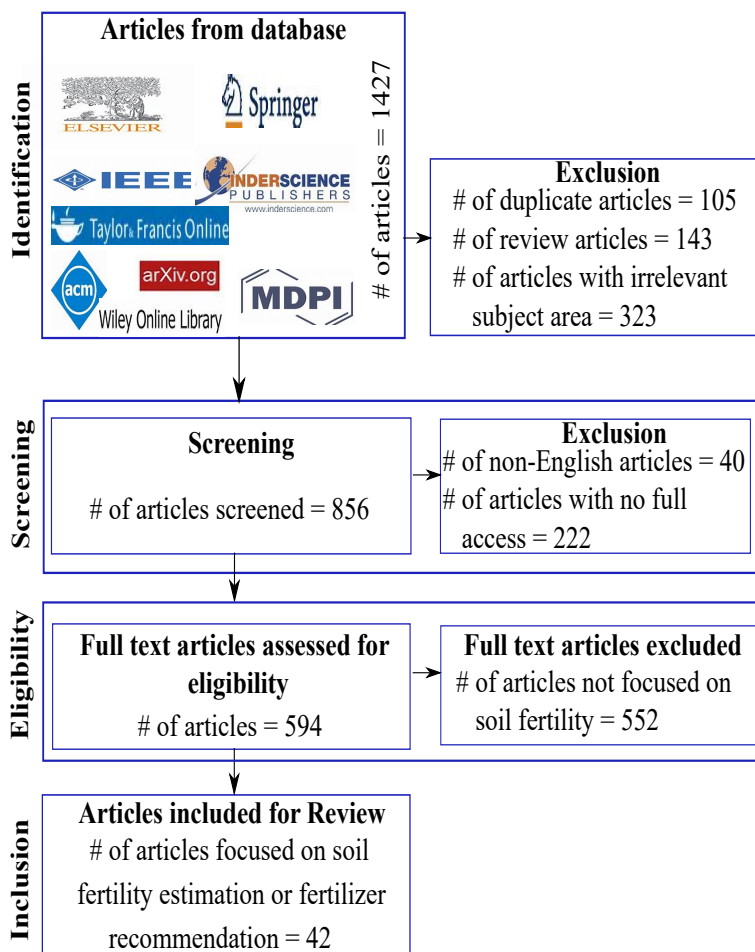 Articles from database
ELSEVIER
Springer
IEEE
INDERSCIENCE
PUBLISHERS
www.inderscience.com
Taylor & Francis Online
acm
arXiv.org
Wiley Online Library
MDPI
# of articles = 1427
Identification
Exclusion
# of duplicate articles = 105
# of review articles = 143
# of articles with irrelevant
subject area = 323
Screening
Screening
# of articles screened = 856
Exclusion
# of non-English articles = 40
# of articles with no full
access = 222
Eligibility
Full text articles assessed for
eligibility
# of articles = 594
Full text articles excluded
# of articles not focused on
soil fertility = 552
Inclusion
Articles included for Review
# of articles focused on soil
fertility estimation or fertilizer
recommendation = 42